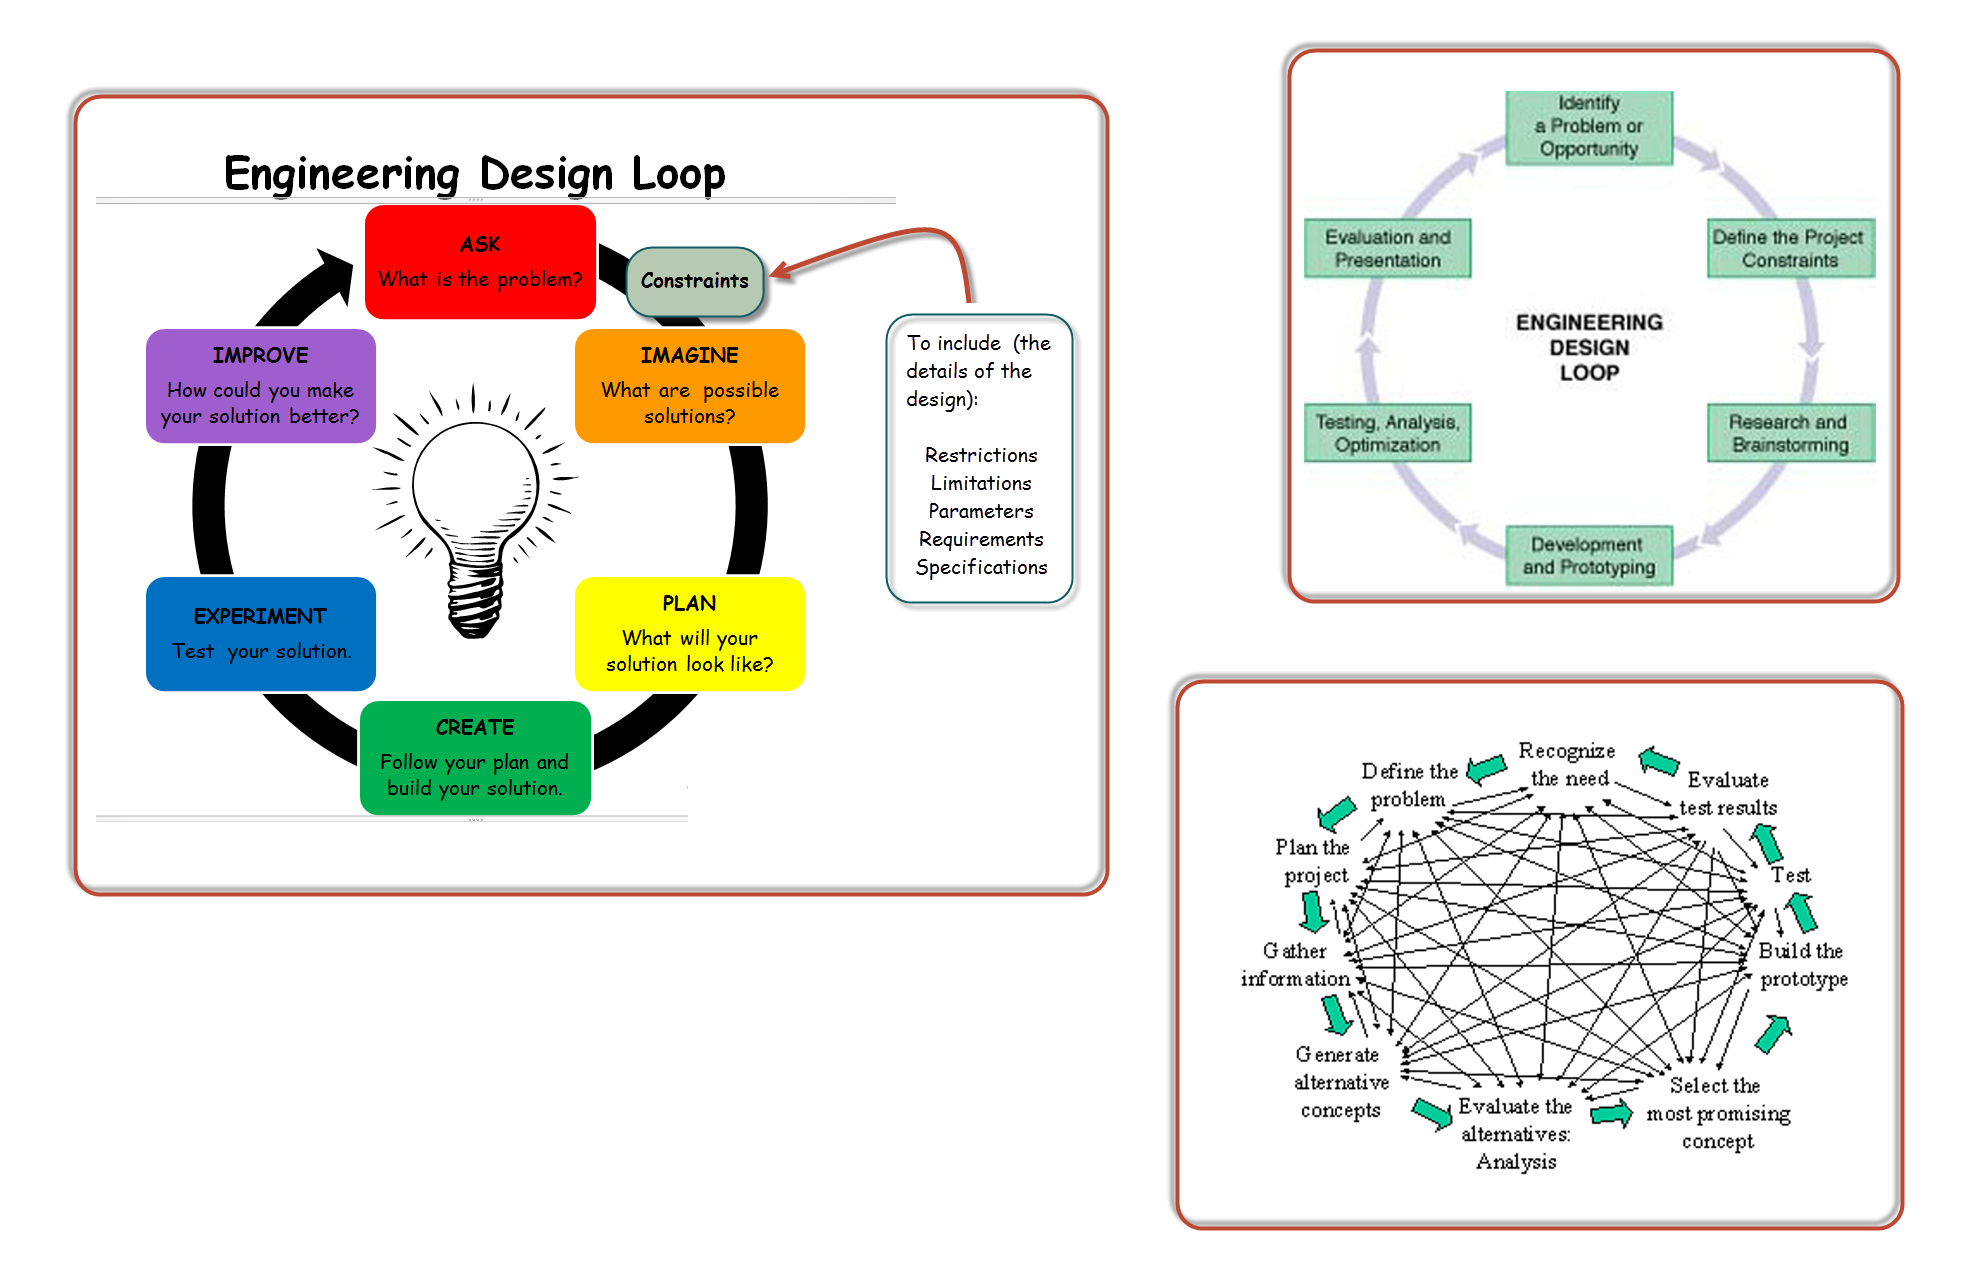 Engineering Design Loop
ASK
What is the problem?
Constraints
IMPROVE
How could you make
your solution better?
IMAGINE
What are possible
solutions?
EXPERIMENT
Test your solution.
PLAN
What will your
solution look like?
CREATE
Follow your plan and
build your solution.
To include (the
details of the
design):
Restrictions
Limitations
Parameters
Requirements
Specifications
Identify
a Problem or
Opportunity
Evaluation and
Presentation
Define the Project
Constraints
ENGINEERING
DESIGN
LOOP
Testing, Analysis,
Optimization
Research and
Brainstorming
Development
and Prototyping
Recognize
the need
Define the
problem
Evaluate
test results
Plan the
project
Test
Gather
information
Build the
prototype
Generate
alternative
concepts
Evaluate the
alternatives:
Analysis
Select the
most promising
concept